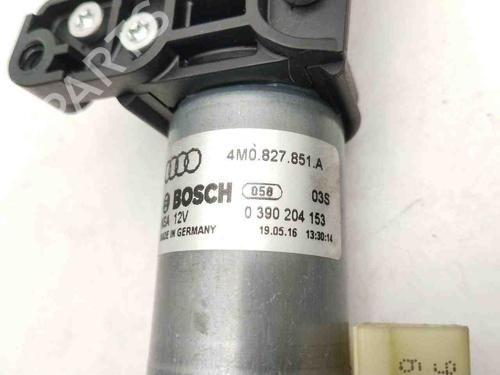 PARTS
4M0.827.851.A
BOSCH 058 03S
12V 0 390 204 153
MADE IN GERMANY 19.05.16 13:30:14